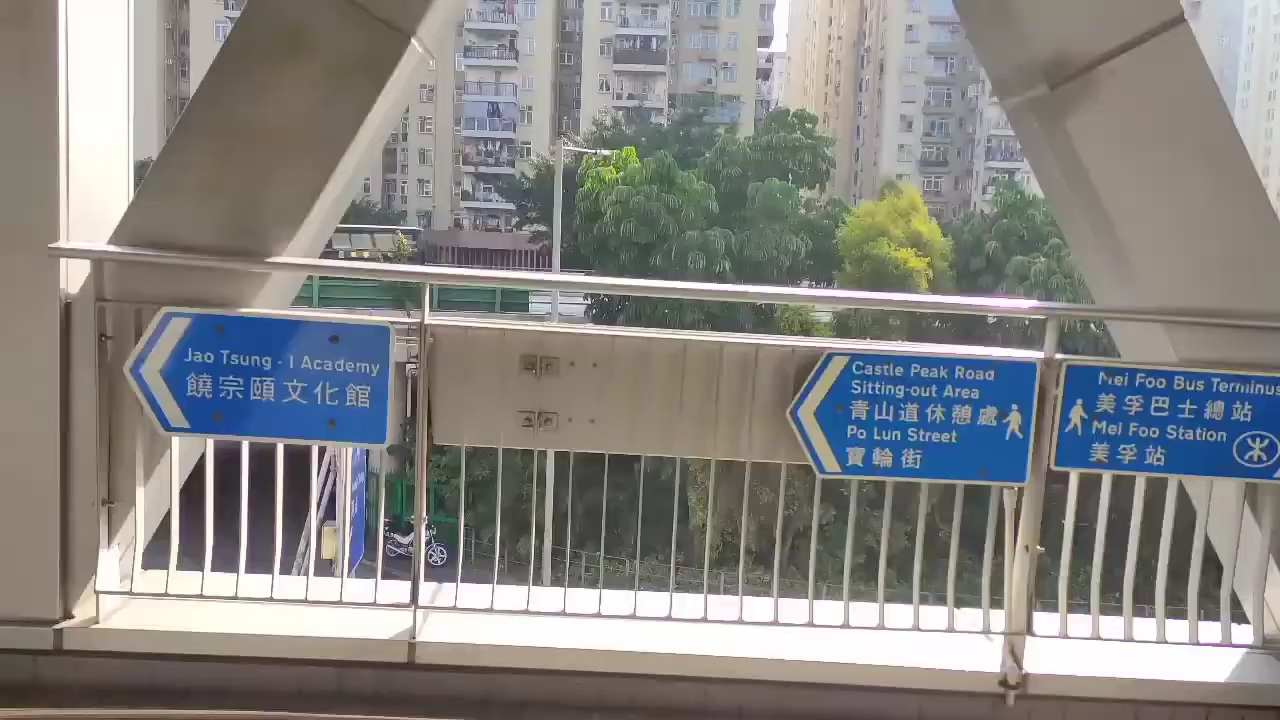 Jao Tsung - I Academy
饒宗頤文化館
Castle Peak Road
Sitting-out Area
青山道休憩處
Po Lun Street
寶輪街
Mei Foo Bus Terminus
美孚巴士總站
Mei Foo Station
美孚站